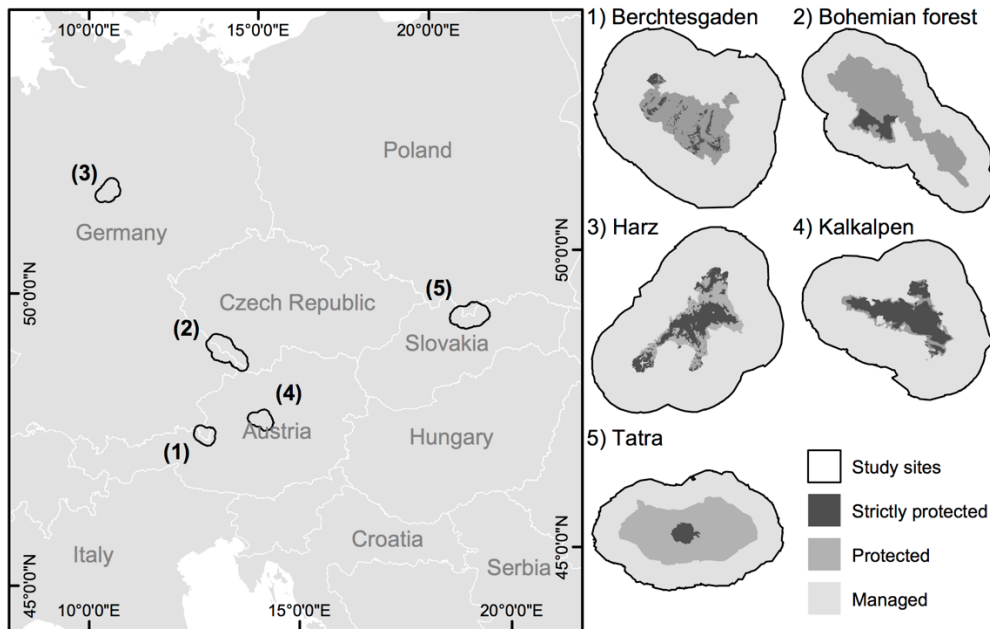 10°0'0"E
15°0'0"E
20°0'0"E
Poland
(3)
Germany
50°0'0"N
50°0'0"N
Czech Republic
(5)
(2)
Slovakia
(4)
Austria
(1)
Hungary
Italy
Croatia
Serbia
45°0'0"N
45°0'0"N
10°0'0"E
15°0'0"E
20°0'0"E
1) Berchtesgaden
2) Bohemian forest
3) Harz
4) Kalkalpen
5) Tatra
Study sites
Strictly protected
Protected
Managed